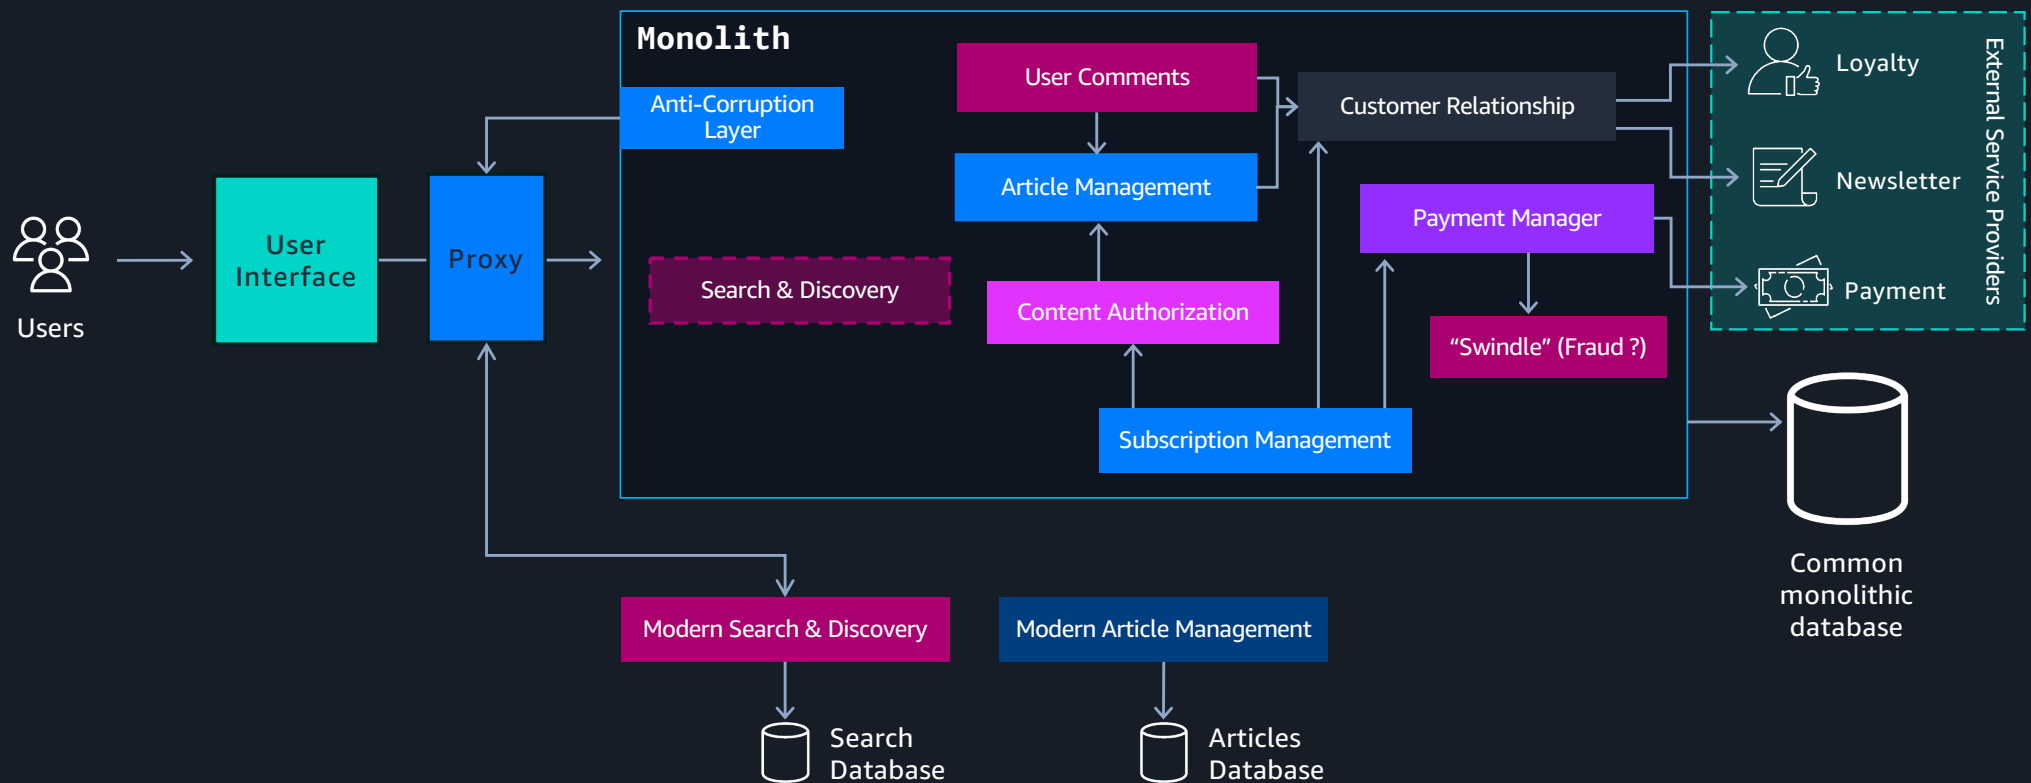 Monolith
Anti-Corruption
Layer
User Comments
Customer Relationship
Article Management
Payment Manager
Search & Discovery
Content Authorization
“Swindle” (Fraud ?)
Subscription Management
Users
User
Interface
Proxy
Loyalty
Newsletter
Payment
External Service Providers
Common
monolithic
database
Modern Search & Discovery
Modern Article Management
Search
Database
Articles
Database